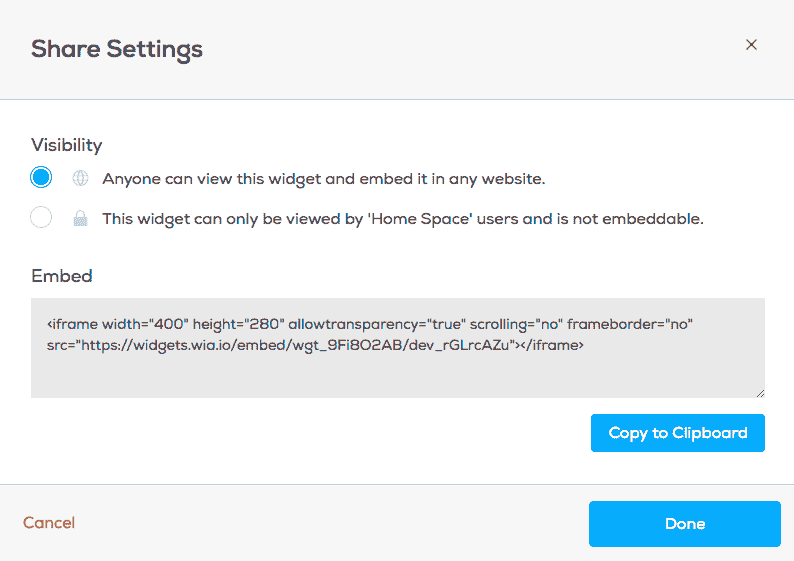 Share Settings
Visibility
Anyone can view this widget and embed it in any website.
This widget can only be viewed by 'Home Space' users and is not embeddable.
Embed
<iframe width="400" height="280" allowtransparency="true" scrolling="no" frameborder="no"
src="https://widgets.wia.io/embed/wgt_9Fi8O2AB/dev_rGLrcAZu"></iframe>
Copy to Clipboard
Cancel
Done